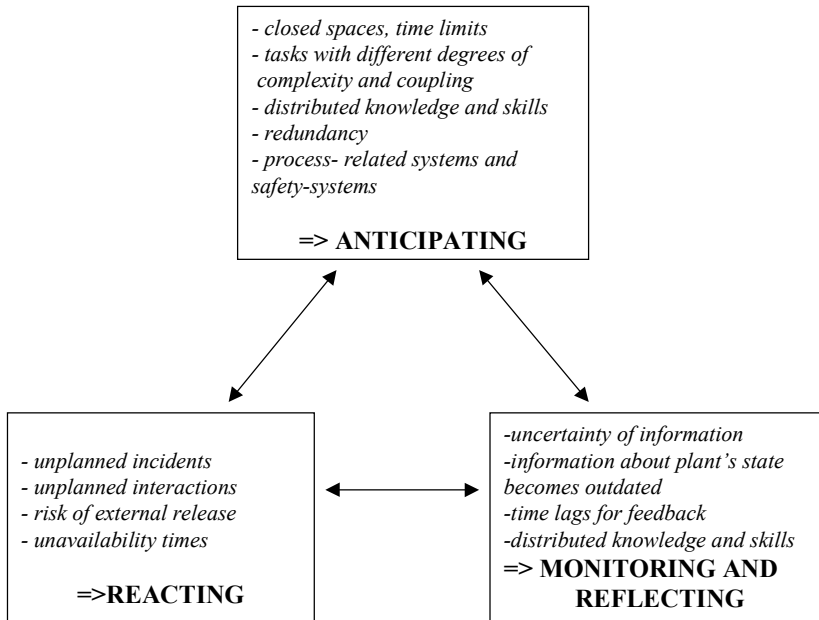 - closed spaces, time limits
- tasks with different degrees of
complexity and coupling
- distributed knowledge and skills
- redundancy
- process- related systems and
safety-systems
=> ANTICIPATING
- unplanned incidents
- unplanned interactions
- risk of external release
- unavailability times
=>REACTING
-uncertainty of information
-information about plant’s state
becomes outdated
-time lags for feedback
-distributed knowledge and skills
=> MONITORING AND
REFLECTING